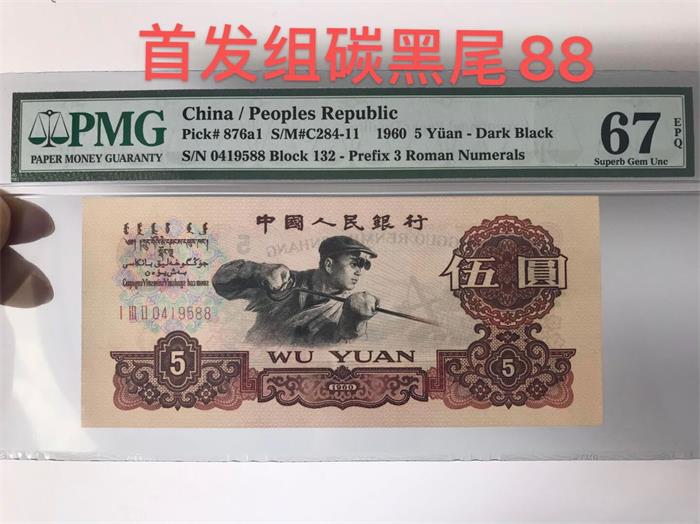 首发组碳黑尾88
PMG
PAPER MONEY GUARANTY
China / Peoples Republic
Pick# 876a1 S/M#C284-11 1960 5 Yüan - Dark Black
S/N 0419588 Block 132 - Prefix 3 Roman Numerals
67
EPQ
Superb Gem Unc
中國人民銀行
伍圓
I III II 0419588
5
WU YUAN
5
1960